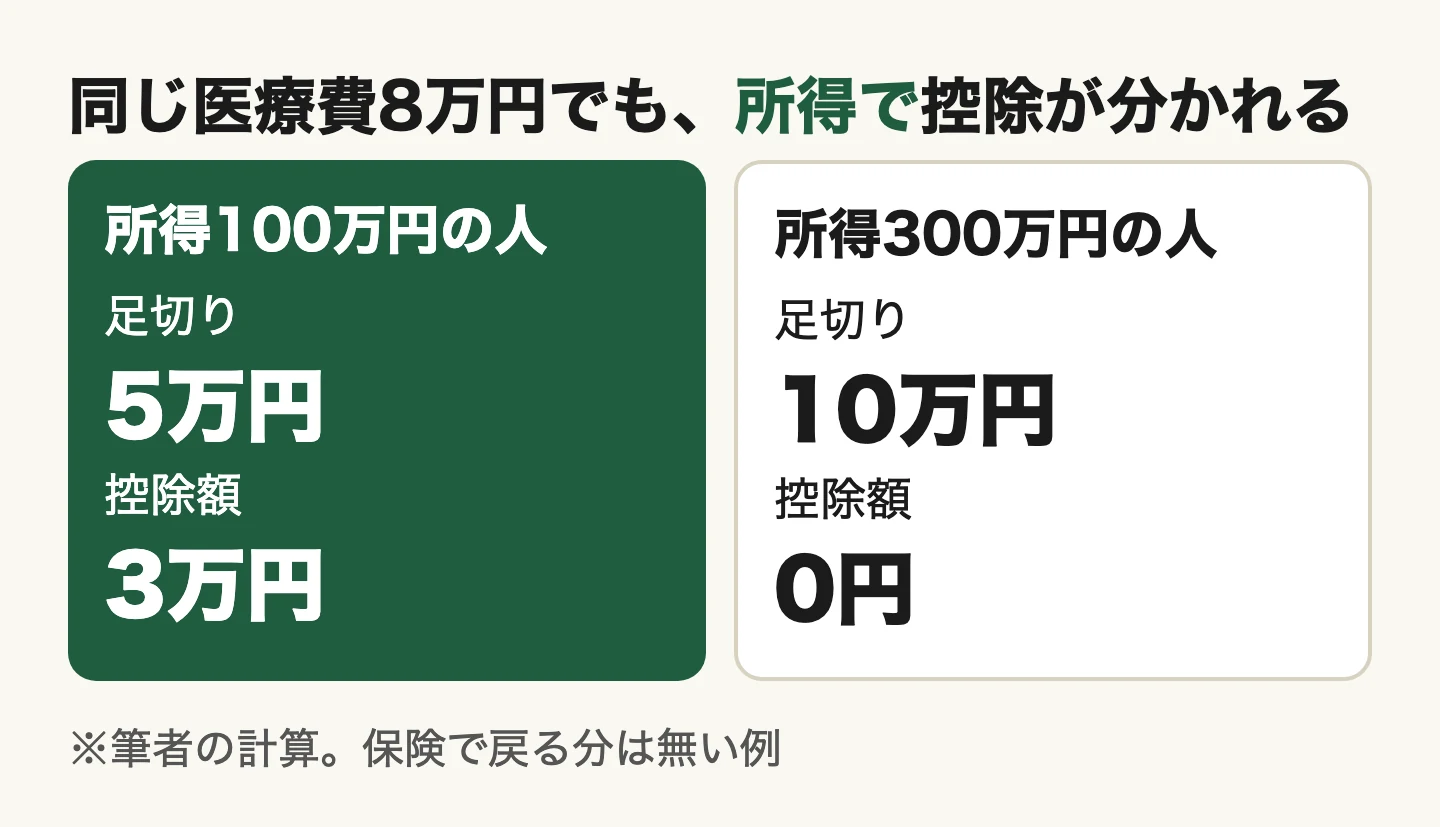 同じ医療費8万円でも、所得で控除が分かれる
所得100万円の人
足切り
5万円
控除額
3万円
所得300万円の人
足切り
10万円
控除額
0円
※筆者の計算。保険で戻る分は無い例